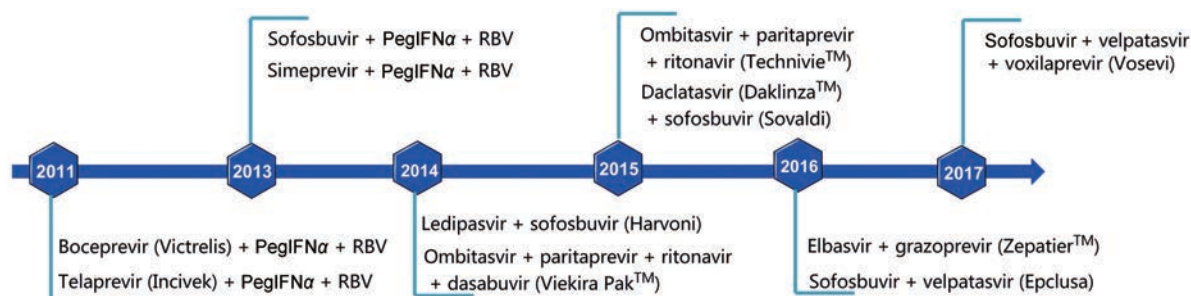 2011
Boceprevir (Victrelis) + PegIFNα + RBV
Telaprevir (Incivek) + PegIFNα + RBV
2013
Sofosbuvir + PegIFNα + RBV
Simeprevir + PegIFNα + RBV
2014
Ledipasvir + sofosbuvir (Harvoni)
Ombitasvir + paritaprevir + ritonavir
+ dasabuvir (Viekira Pak™)
2015
Ombitasvir + paritaprevir
+ ritonavir (Technivie™)
Daclatasvir (Daklinza™)
+ sofosbuvir (Sovaldi)
2016
Elbasvir + grazoprevir (Zepatier™)
Sofosbuvir + velpatasvir (Epclusa)
2017
Sofosbuvir + velpatasvir
+ voxilaprevir (Vosevi)